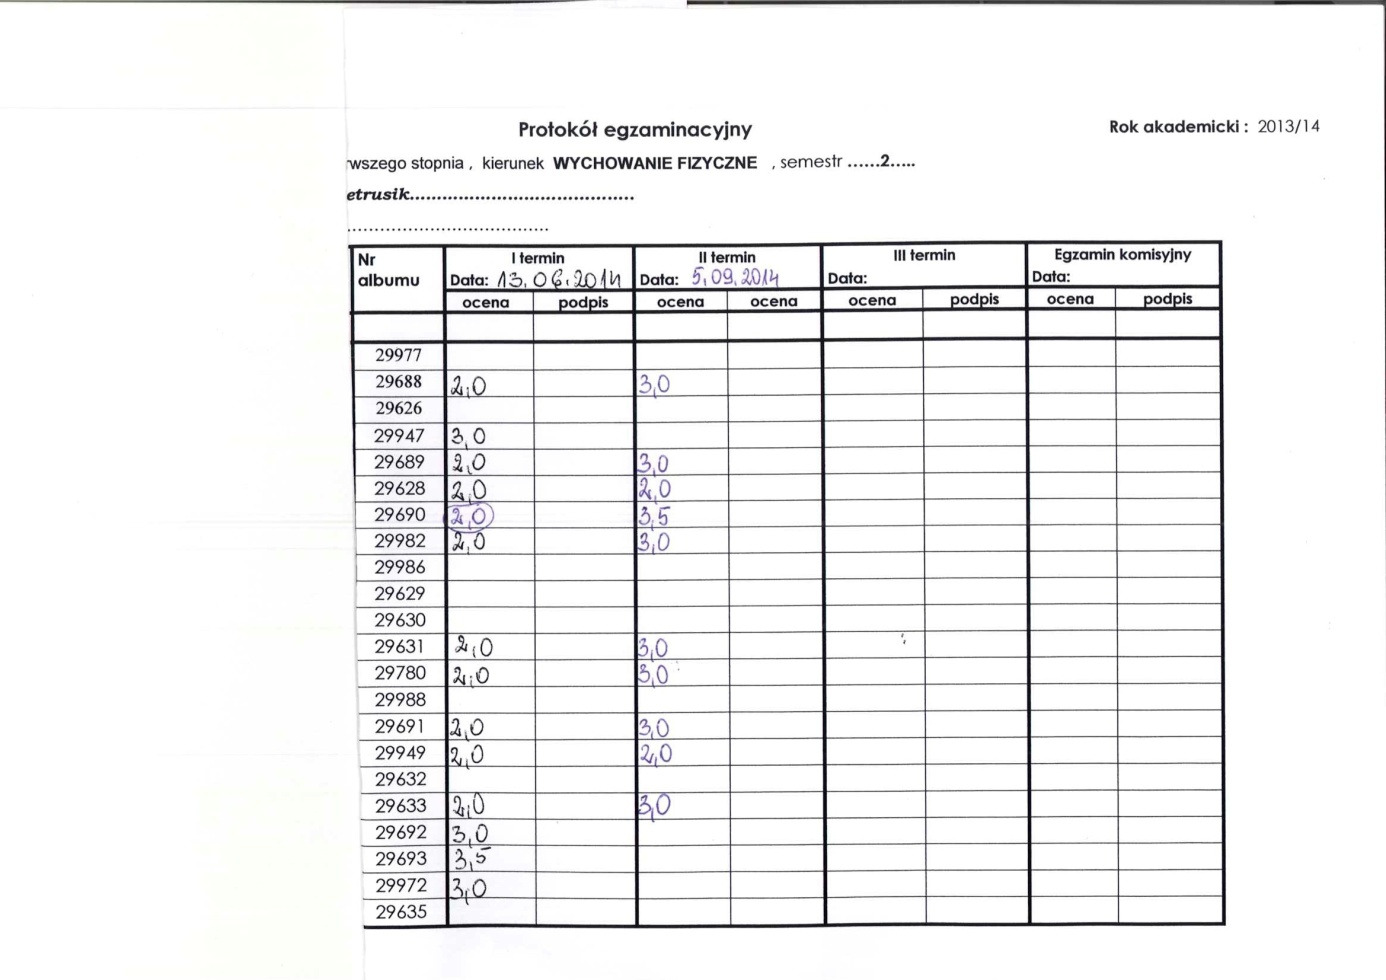 Protokół egzaminacyjny
Rok akademicki : 2013/14
wszego stopnia , kierunek WYCHOWANIE FIZYCZNE , semestr ......2.....
etrusik..........................................
......................................
Nr albumu I termin II termin III termin Egzamin komisyjny
Data: 13.06.2014 Data: 5.09.2014 Data: Data:
ocena podpis ocena ocena ocena podpis ocena podpis
29977
29688 2,0 3,0
29626
29947 3,0
29689 2,0 3,0
29628 2,0 2,0
29690 2,0 3,5
29982 2,0 3,0
29986
29629
29630
29631 2,0 3,0
29780 2,0 3,0
29988
29691 2,0 3,0
29949 2,0 2,0
29632
29633 2,0 3,0
29692 3,0
29693 3,5
29972 3,0
29635